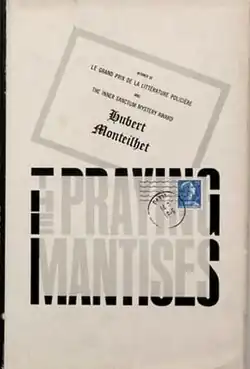 WINNER OF
LE GRAND PRIX DE LA LITTÉRATURE POLICIÈRE
AND
THE INNER SANCTUM MYSTERY AWARD
Hubert
Monteilhet
THE PRAYING
MANTISES